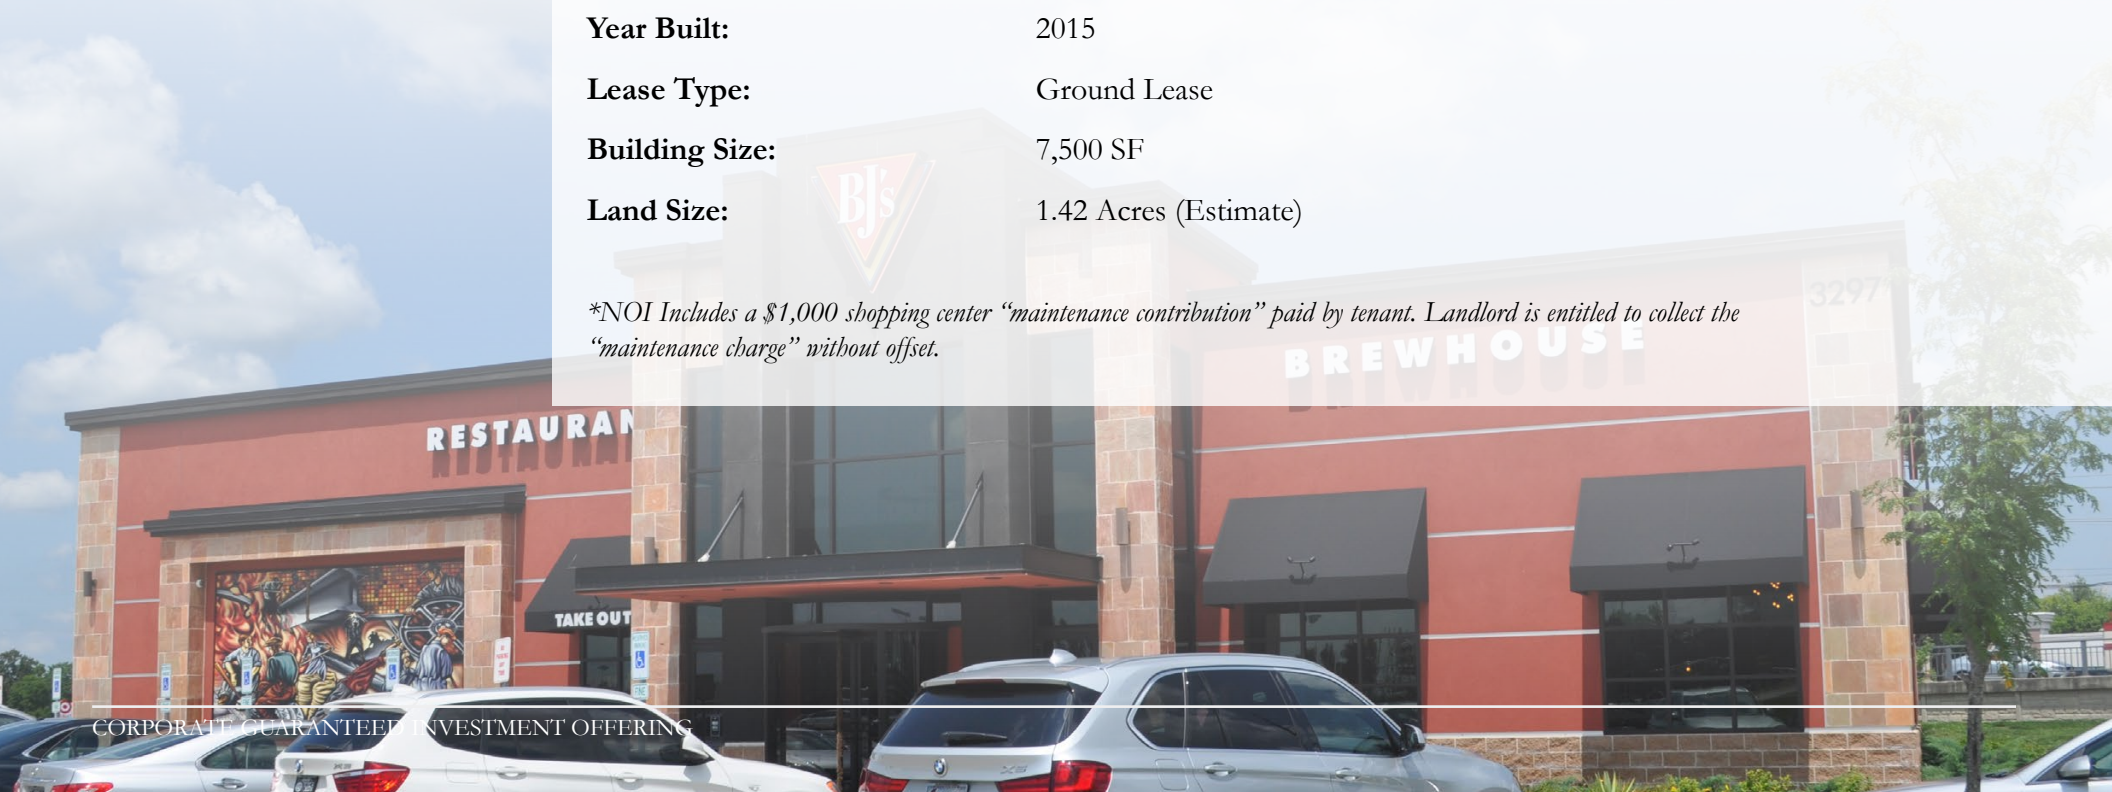 Year Built: 2015
Lease Type: Ground Lease
Building Size: 7,500 SF
Land Size: 1.42 Acres (Estimate)
BJ's
3297
*NOI Includes a $1,000 shopping center “maintenance contribution” paid by tenant. Landlord is entitled to collect the
“maintenance charge” without offset.
BREWHOUSE
RESTAURAN
TAKE OUT
CORPORATE GUARANTEED INVESTMENT OFFERING